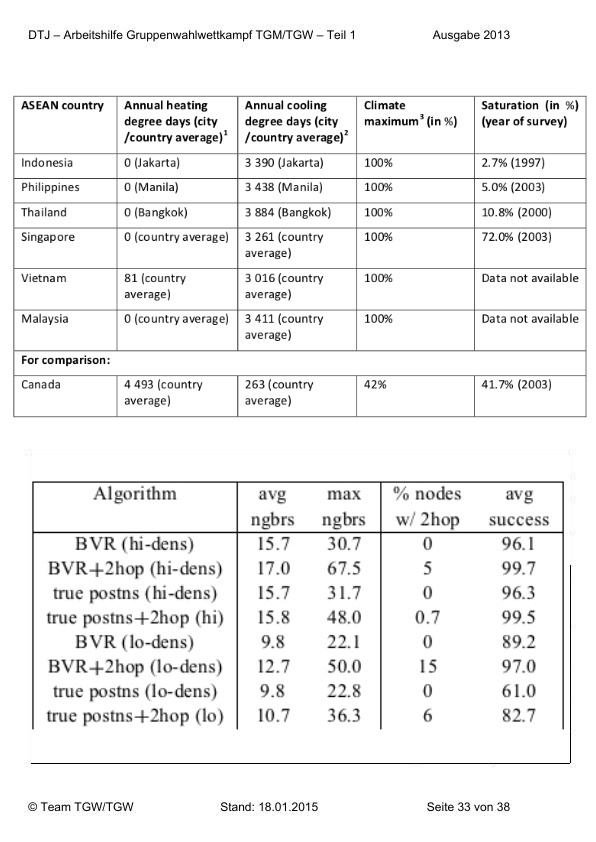 DTJ – Arbeitshilfe Gruppenwahlwettkampf TGM/TGW – Teil 1 Ausgabe 2013
ASEAN country Annual heating degree days (city /country average)1 Annual cooling degree days (city /country average)2 Climate maximum3 (in %) Saturation (in %) (year of survey)
Indonesia 0 (Jakarta) 3 390 (Jakarta) 100% 2.7% (1997)
Philippines 0 (Manila) 3 438 (Manila) 100% 5.0% (2003)
Thailand 0 (Bangkok) 3 884 (Bangkok) 100% 10.8% (2000)
Singapore 0 (country average) 3 261 (country average) 100% 72.0% (2003)
Vietnam 81 (country average) 3 016 (country average) 100% Data not available
Malaysia 0 (country average) 3 411 (country average) 100% Data not available
For comparison:
Canada 4 493 (country average) 263 (country average) 42% 41.7% (2003)
Algorithm avg ngbrs max ngbrs % nodes w/ 2hop avg success
BVR (hi-dens) 15.7 30.7 0 96.1
BVR+2hop (hi-dens) 17.0 67.5 5 99.7
true postns (hi-dens) 15.7 31.7 0 96.3
true postns+2hop (hi) 15.8 48.0 0.7 99.5
BVR (lo-dens) 9.8 22.1 0 89.2
BVR+2hop (lo-dens) 12.7 50.0 15 97.0
true postns (lo-dens) 9.8 22.8 0 61.0
true postns+2hop (lo) 10.7 36.3 6 82.7
© Team TGW/TGW Stand: 18.01.2015 Seite 33 von 38